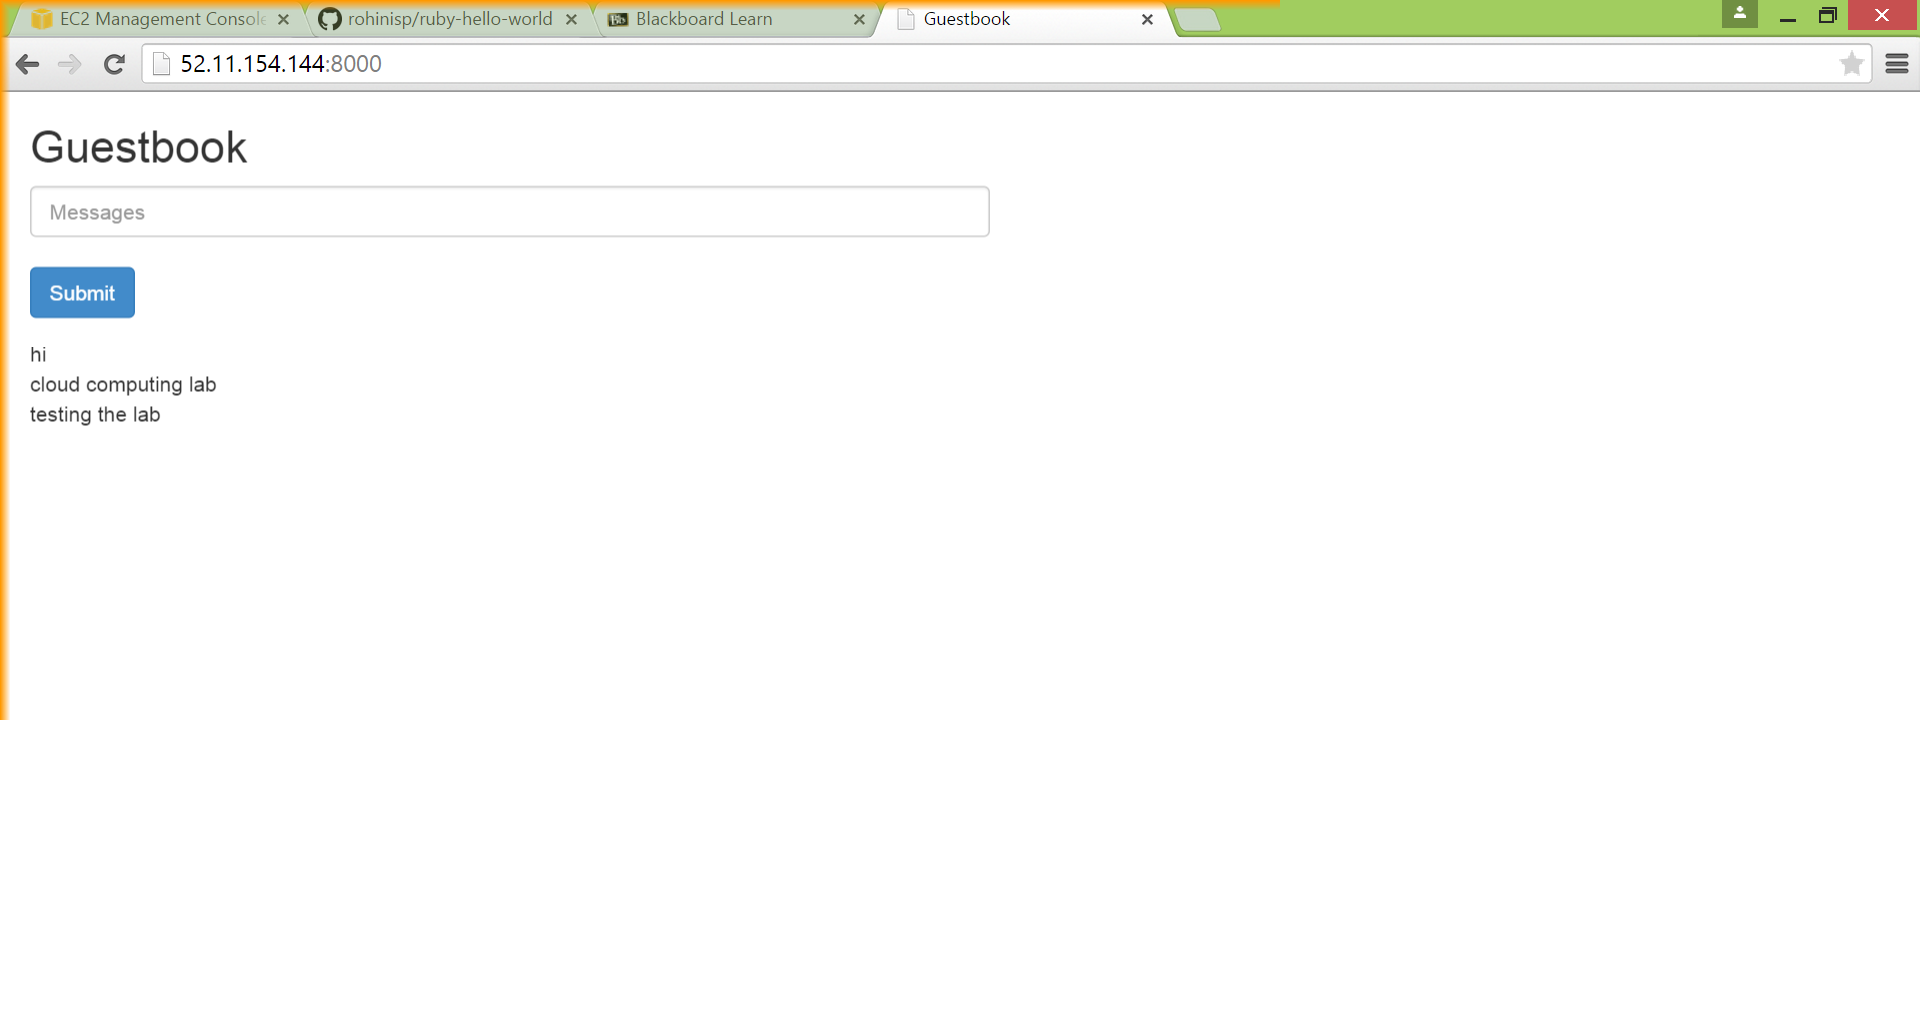 EC2 Management Console
rohinisp/ruby-hello-world
Blackboard Learn
Guestbook
52.11.154.144:8000
Guestbook
Messages
Submit
hi
cloud computing lab
testing the lab